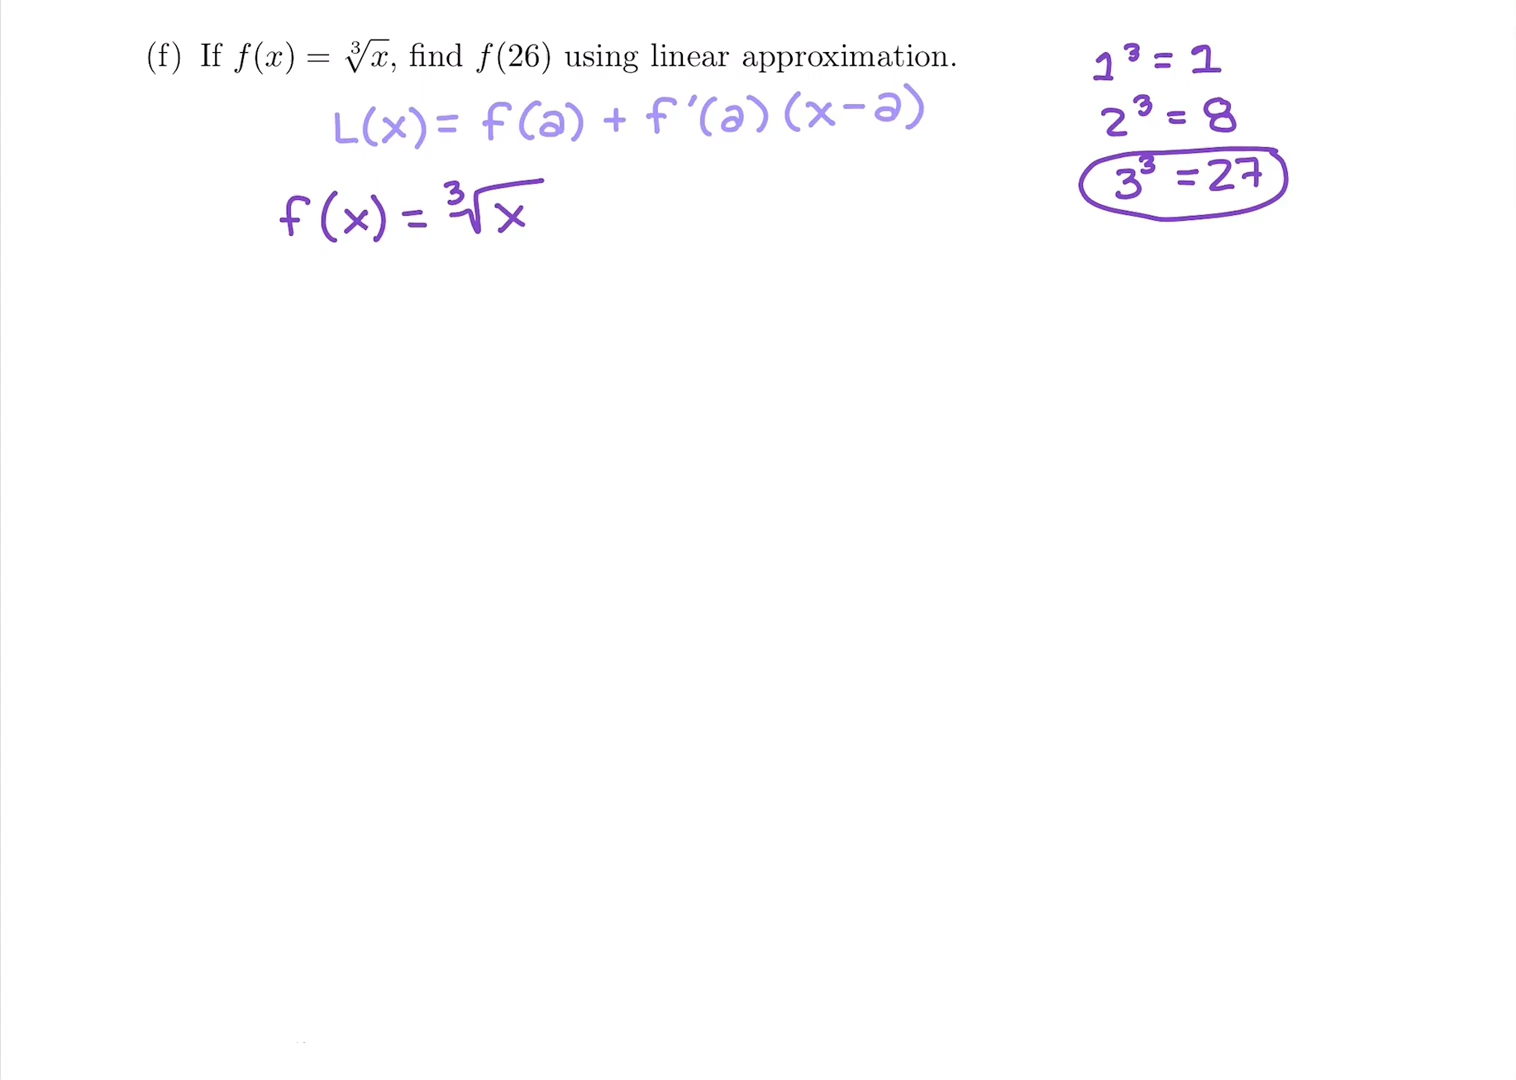 (f) If f(x) = ∛x, find f(26) using linear approximation.
L(x) = f(a) + f'(a) (x-a)
f(x) = ∛x
1³ = 1
2³ = 8
3³ = 27